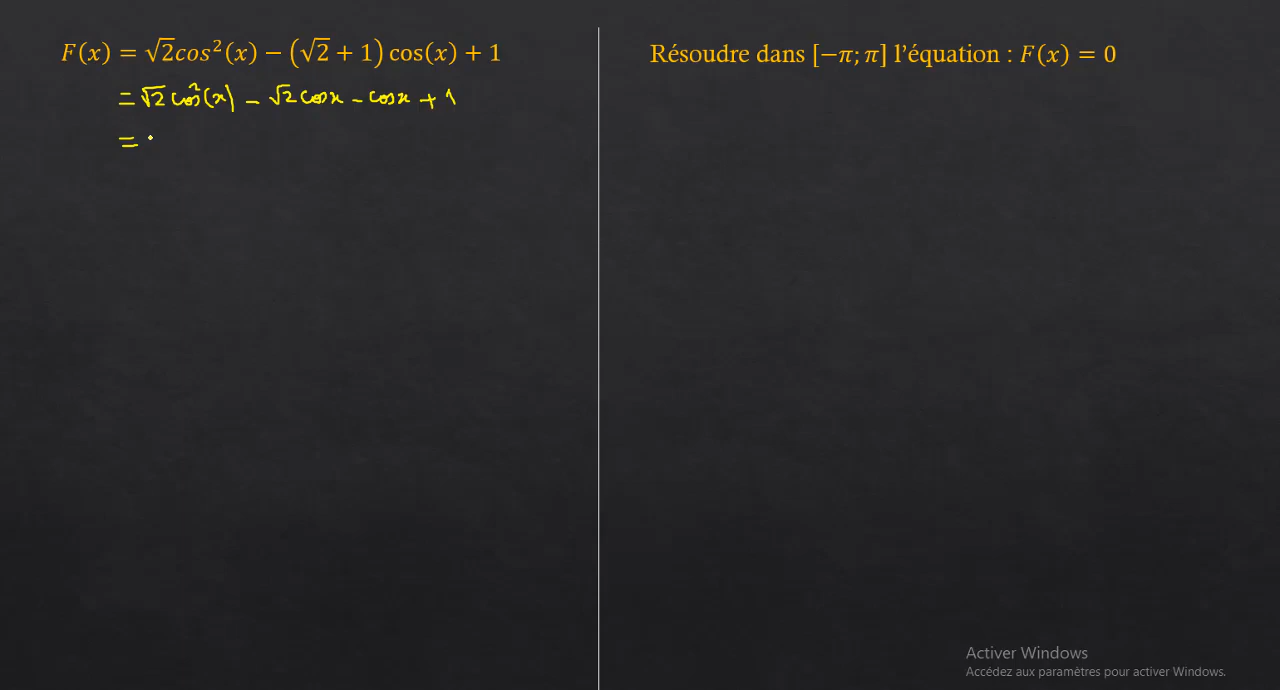 F(x) = √2cos²(x) − (√2 + 1) cos(x) + 1
= √2 cos²(x) − √2 cosx − cosx + 1
=
Résoudre dans [−π; π] l'équation : F(x) = 0
Activer Windows
Accédez aux paramètres pour activer Windows.